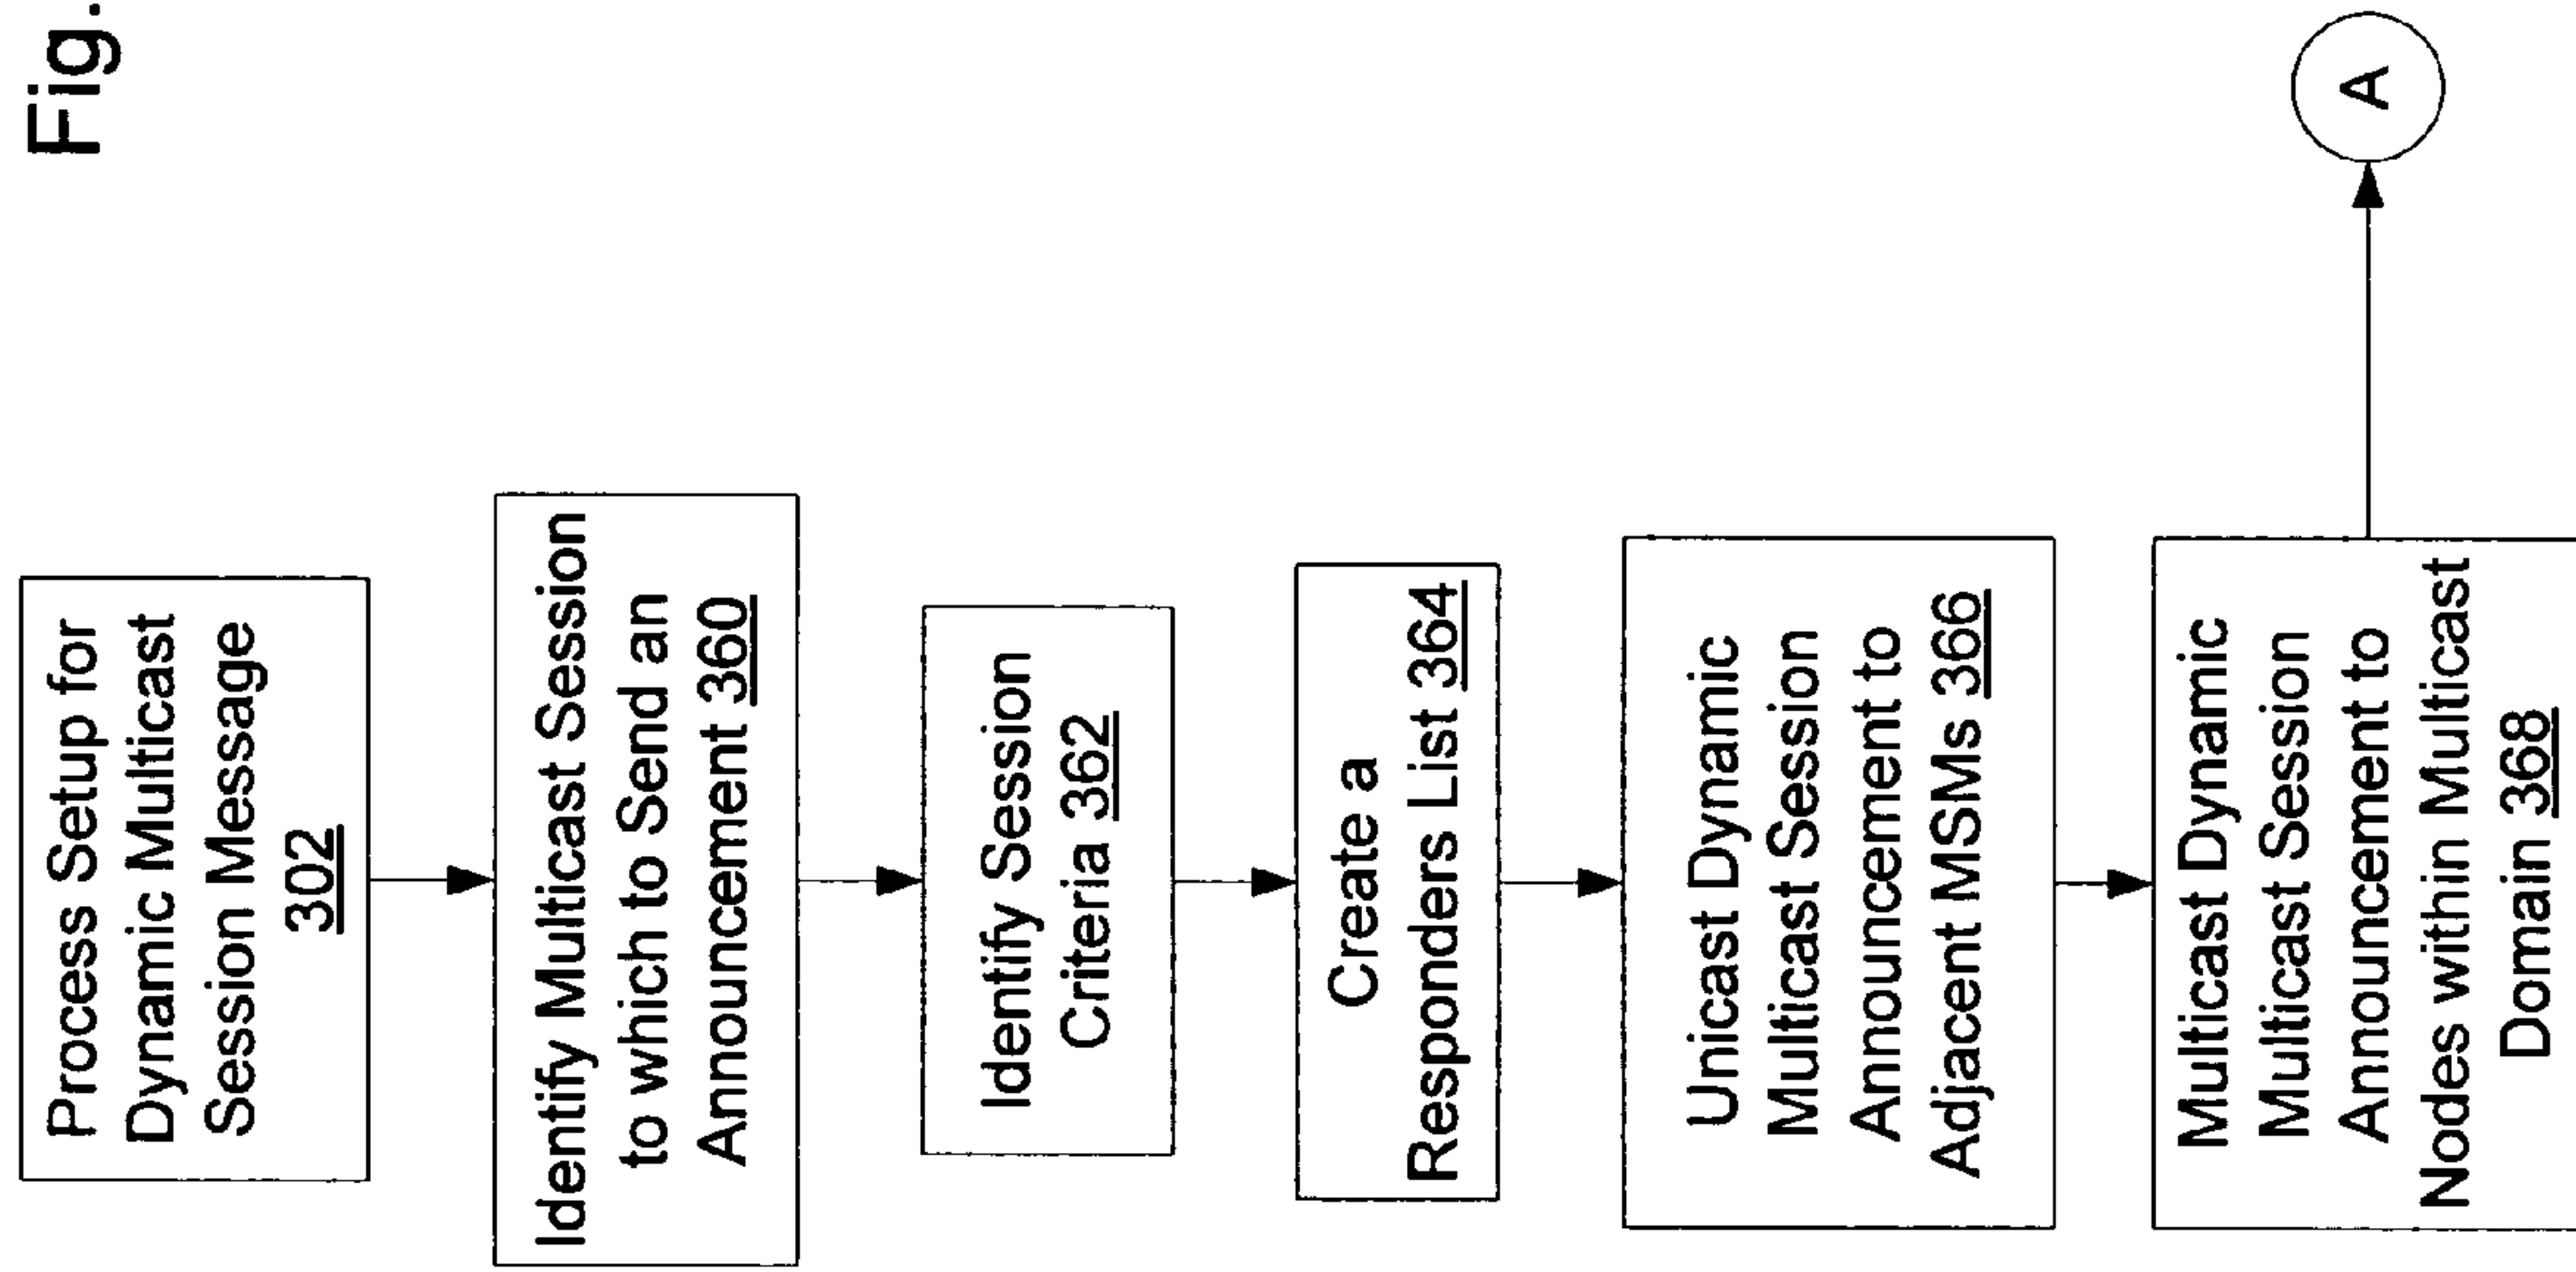 Fig.
Process Setup for
Dynamic Multicast
Session Message
302
Identify Multicast Session
to which to Send an
Announcement 360
Identify Session
Criteria 362
Create a
Responders List 364
Unicast Dynamic
Multicast Session
Announcement to
Adjacent MSMs 366
Multicast Dynamic
Multicast Session
Announcement to
Nodes within Multicast
Domain 368
A